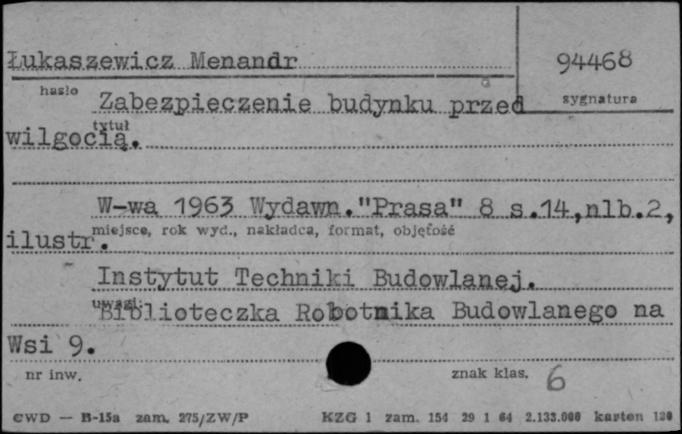 Łukaszewicz Menandr 94468
hasło sygnatura
Zabezpieczenie budynku przed
tytuł
wilgocią.
W-wa 1963 Wydawn."Prasa" 8 s.14,nlb.2,
miejsce, rok wyd., nakładca, format, objętość
ilustr.
Instytut Techniki Budowlanej.
uwagi:
Biblioteczka Robotnika Budowlanego na
Wsi 9.
nr inw. znak klas. 6
CWD — B-15a zam. 275/ZW/P KZG 1 zam. 154 29 1 64 2.133.000 karton 120